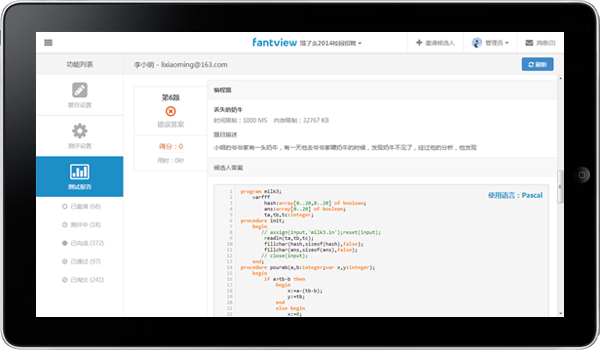 fantview 饿了么2014校园招聘
邀请候选人
管理员
消息(0)
功能列表
李小明 - lixiaoming@163.com
刷新
题目设置
测评设置
测试报告
已邀请 (68)
测评中 (18)
已完成 (372)
已通过 (97)
已淘汰 (241)
第6题
错误答案
得分：0
用时：0秒
编程题
丢失的奶牛
时间限制：1000 MS 内存限制：32767 KB
题目描述
小明的爷爷家有一头奶牛，有一天他去爷爷家喂奶牛的时候，发现奶牛不见了，经过他的分析，他发现
候选人答案
使用语言：Pascal
1 program milk3;
2 varfff
3 hash:array[0..20,0..20] of boolean;
4 ans:array[0..20] of boolean;
5 ta,tb,tc:integer;
6 procedure init;
7 begin
8 // assign(input,'milk3.in');reset(input);
9 readln(ta,tb,tc);
10 fillchar(hash,sizeof(hash),false);
11 fillchar(ans,sizeof(ans),false);
12 // close(input);
13 end;
14 procedure pourab(a,b:integer;var x,y:integer);
15 begin
16 if a>tb-b then
17 begin
18 x:=a-(tb-b);
19 y:=tb;
20 end
21 else begin
22 x:=0;